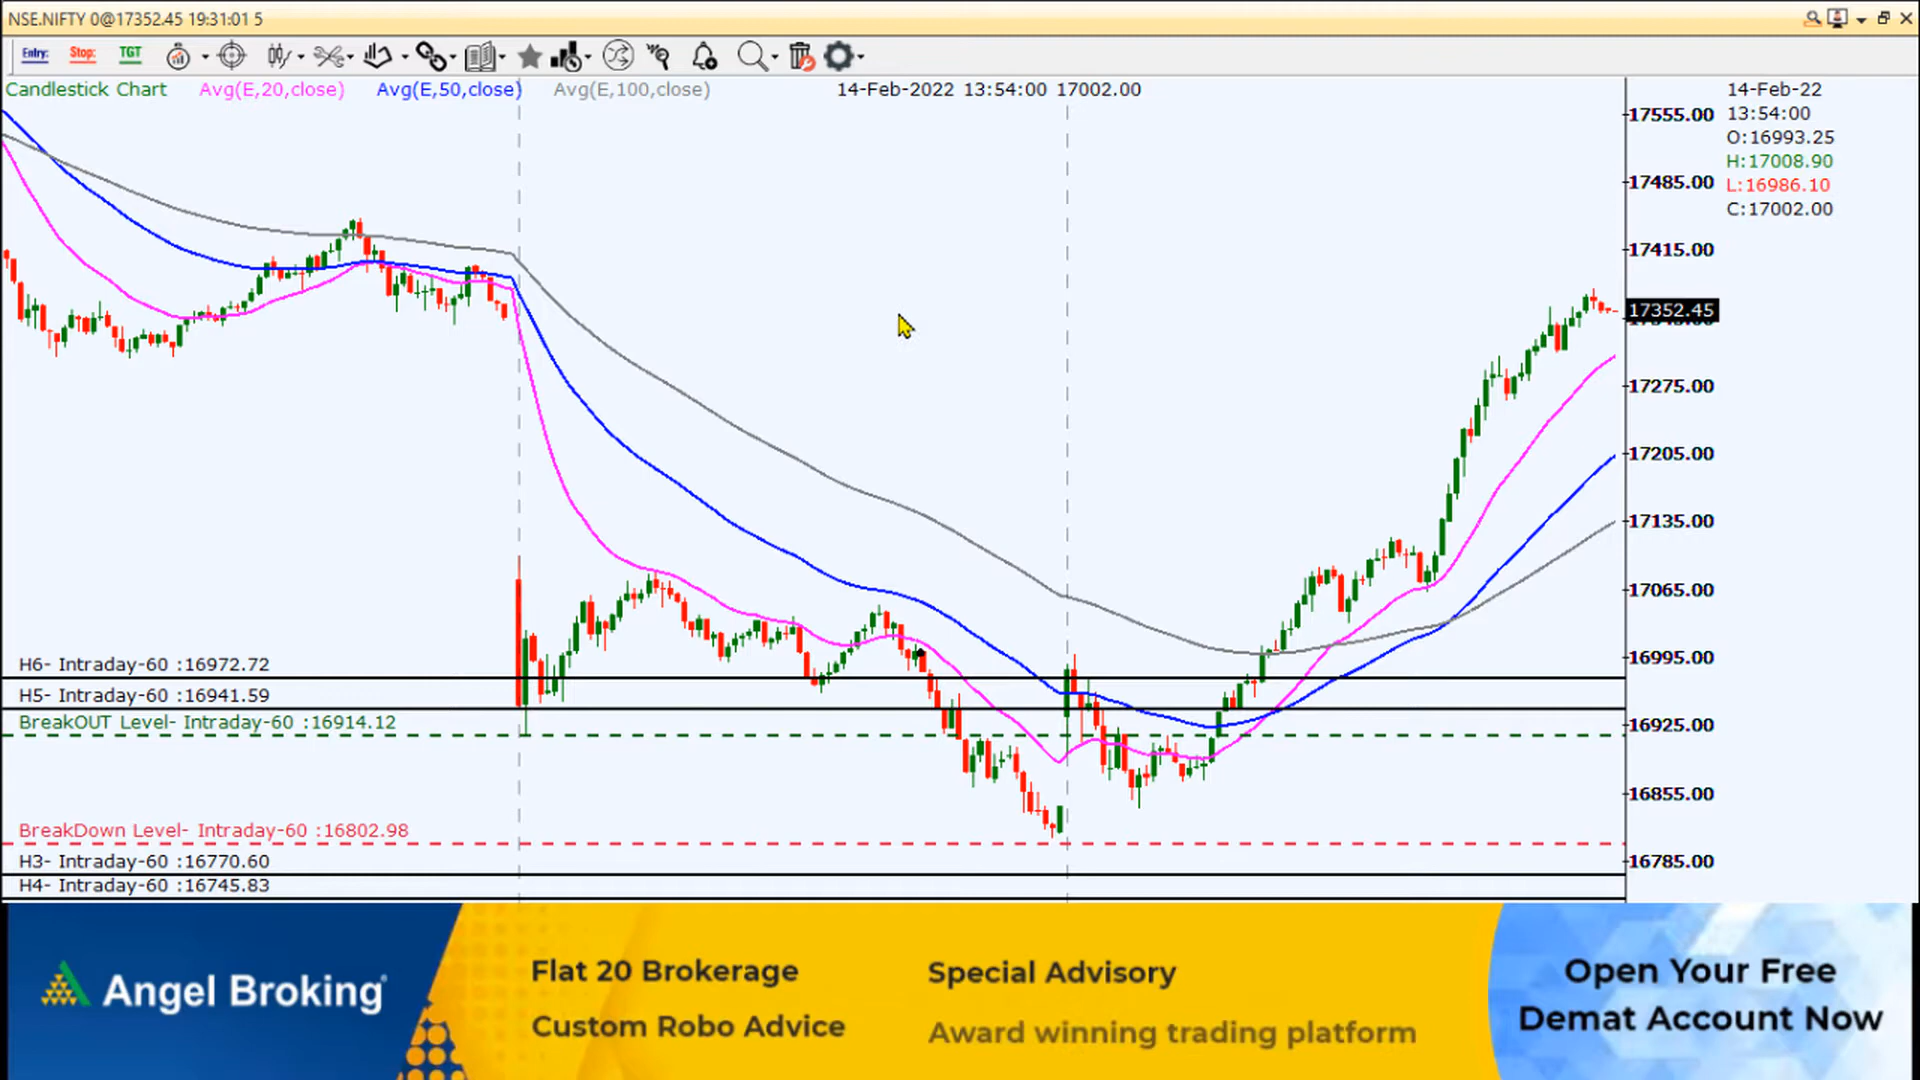 NSE.NIFTY 0@17352.45 19:31:01 5
Entry: Stop: TGT
Candlestick Chart Avg(E,20,close) Avg(E,50,close) Avg(E,100,close) 14-Feb-2022 13:54:00 17002.00
14-Feb-22
13:54:00
O:16993.25
H:17008.90
L:16986.10
C:17002.00
17555.00
17485.00
17415.00
17352.45
17275.00
17205.00
17135.00
17065.00
16995.00
16925.00
16855.00
16785.00
H6- Intraday-60 :16972.72
H5- Intraday-60 :16941.59
BreakOUT Level- Intraday-60 :16914.12
BreakDown Level- Intraday-60 :16802.98
H3- Intraday-60 :16770.60
H4- Intraday-60 :16745.83
Angel Broking
Flat 20 Brokerage
Custom Robo Advice
Special Advisory
Award winning trading platform
Open Your Free
Demat Account Now